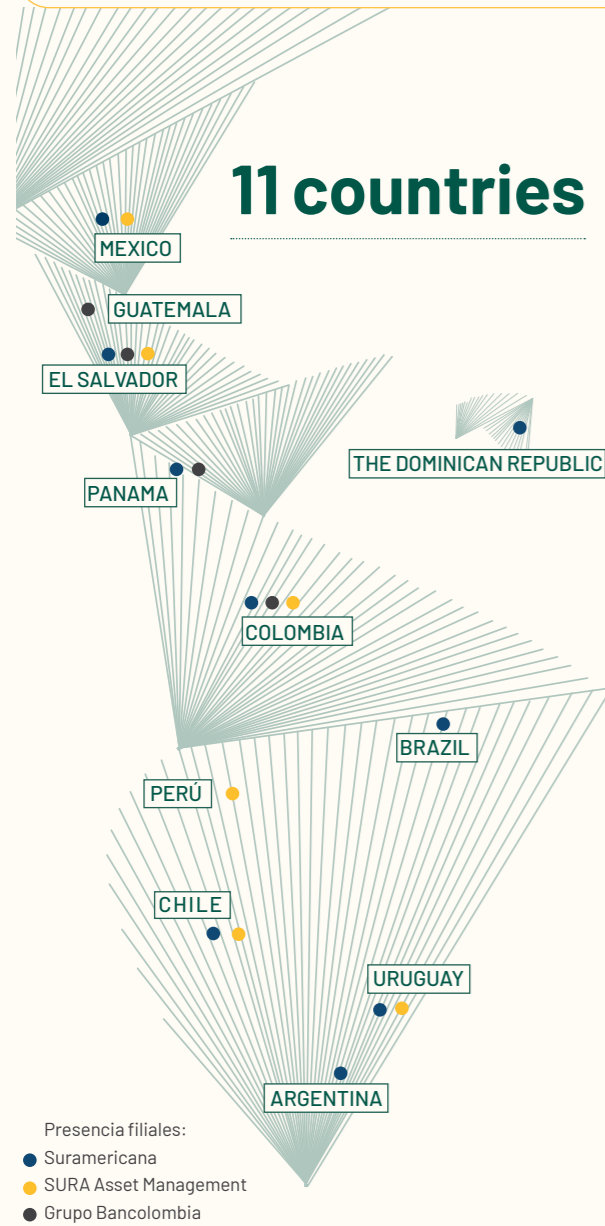 11 countries
MEXICO
GUATEMALA
EL SALVADOR
THE DOMINICAN REPUBLIC
PANAMA
COLOMBIA
BRAZIL
PERÚ
CHILE
URUGUAY
ARGENTINA
Presencia filiales:
Suramericana
SURA Asset Management
Grupo Bancolombia